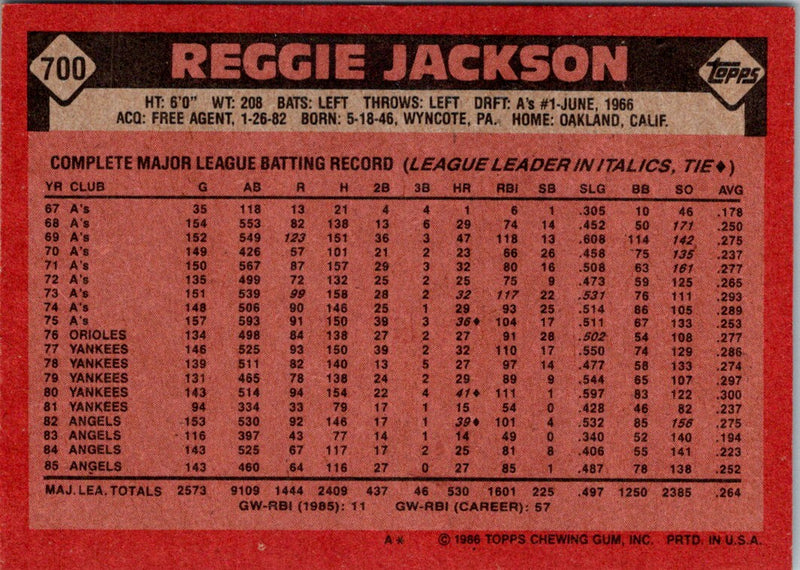 700
REGGIE JACKSON
TOPPS
HT: 6'0" WT: 208 BATS: LEFT THROWS: LEFT DRFT: A's #1-JUNE, 1966
ACQ: FREE AGENT, 1-26-82 BORN: 5-18-46, WYNCOTE, PA. HOME: OAKLAND, CALIF.
COMPLETE MAJOR LEAGUE BATTING RECORD (LEAGUE LEADER IN ITALICS, TIE♦)
YR CLUB G AB R H 2B 3B HR RBI SB SLG BB SO AVG
67 A's 35 118 13 21 4 4 1 6 1 .305 10 46 .178
68 A's 154 553 82 138 13 6 29 74 14 .452 50 171 .250
69 A's 152 549 123 151 36 3 47 118 13 .608 114 142 .275
70 A's 149 426 57 101 21 2 23 66 26 .458 75 135 .237
71 A's 150 567 87 157 29 3 32 80 16 .508 63 161 .277
72 A's 135 499 72 132 25 2 25 75 9 .473 59 125 .265
73 A's 151 539 99 158 28 2 32 117 22 .531 76 111 .293
74 A's 148 506 90 146 25 1 29 93 25 .514 86 105 .289
75 A's 157 593 91 150 39 3 36♦ 104 17 .511 67 133 .253
76 ORIOLES 134 498 84 138 27 2 27 91 28 .502 54 108 .277
77 YANKEES 146 525 93 150 39 2 32 110 17 .550 74 129 .286
78 YANKEES 139 511 82 140 13 5 27 97 14 .477 58 133 .274
79 YANKEES 131 465 78 138 24 2 29 89 9 .544 65 107 .297
80 YANKEES 143 514 94 154 22 4 41♦ 111 1 .597 83 122 .300
81 YANKEES 94 334 33 79 17 1 15 54 0 .428 46 82 .237
82 ANGELS 153 530 92 146 17 1 39♦ 101 4 .532 85 156 .275
83 ANGELS 116 397 43 77 14 1 14 49 0 .340 52 140 .194
84 ANGELS 143 525 67 117 17 2 25 81 8 .406 55 141 .223
85 ANGELS 143 460 64 116 27 0 27 85 1 .487 78 138 .252
MAJ. LEA. TOTALS 2573 9109 1444 2409 437 46 530 1601 225 .497 1250 2385 .264
GW-RBI (1985): 11 GW-RBI (CAREER): 57
A* © 1986 TOPPS CHEWING GUM, INC. PRTD. IN U.S.A.